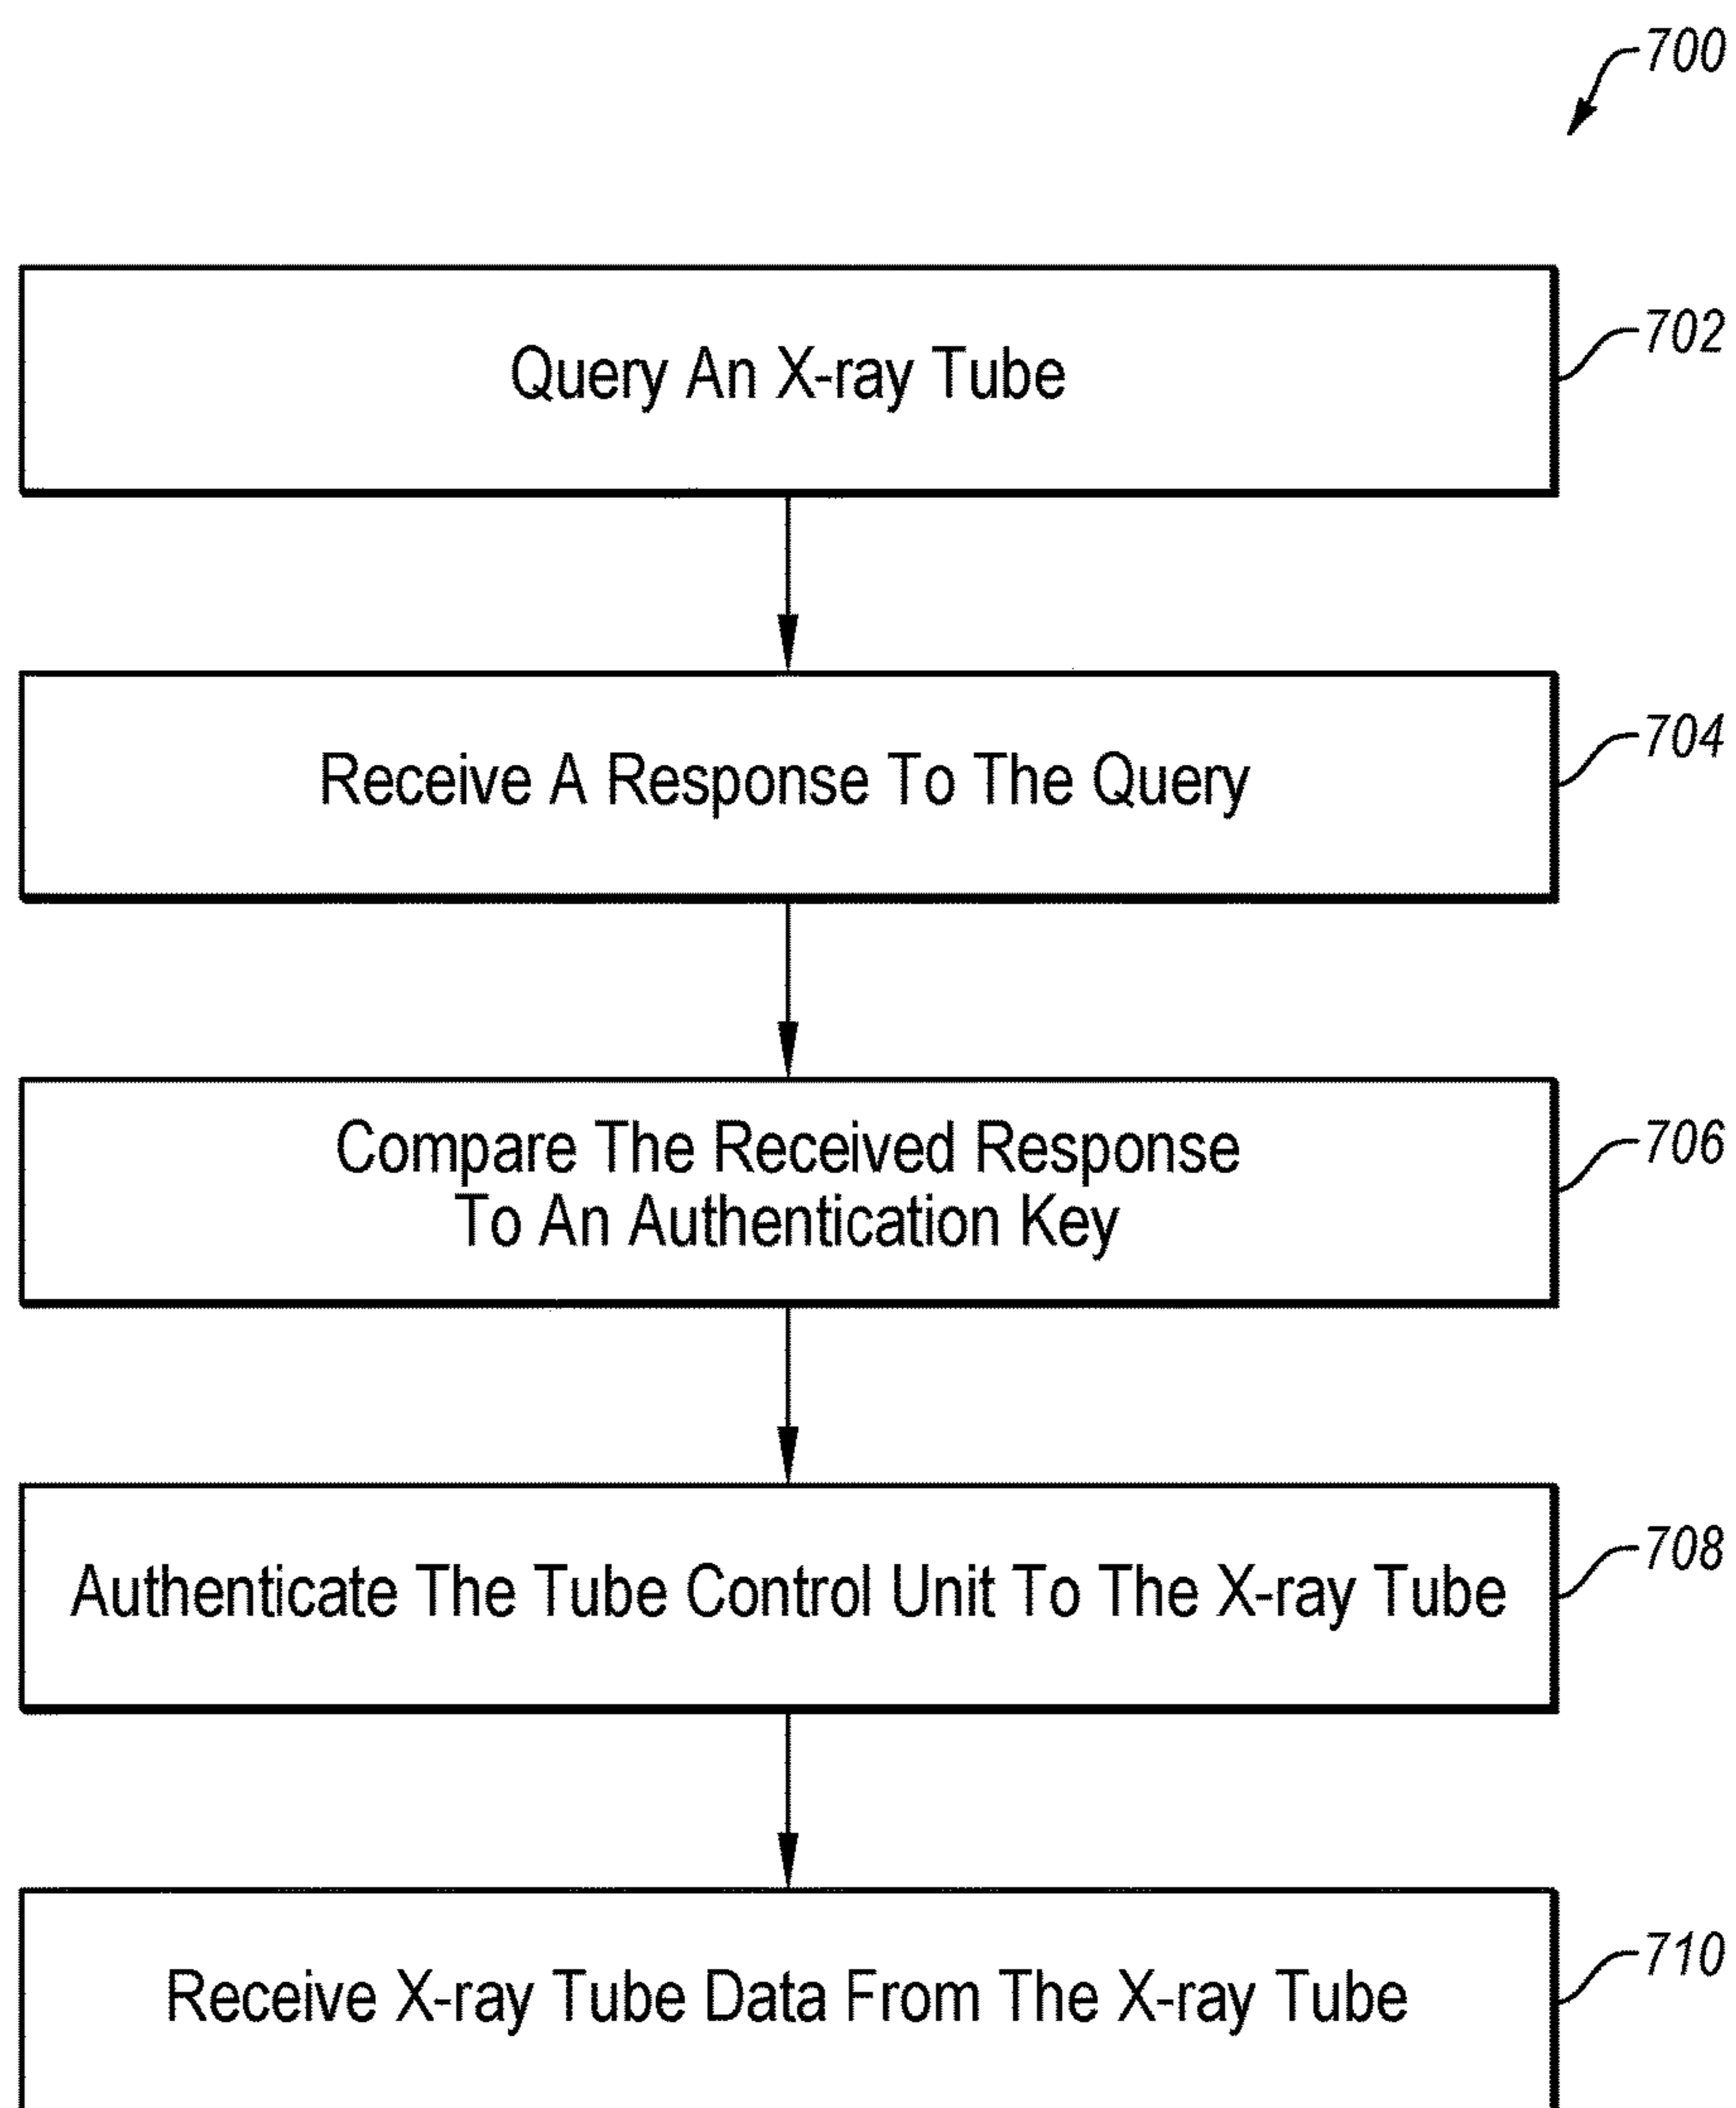 700
Query An X-ray Tube
702
Receive A Response To The Query
704
Compare The Received Response
To An Authentication Key
706
Authenticate The Tube Control Unit To The X-ray Tube
708
Receive X-ray Tube Data From The X-ray Tube
710